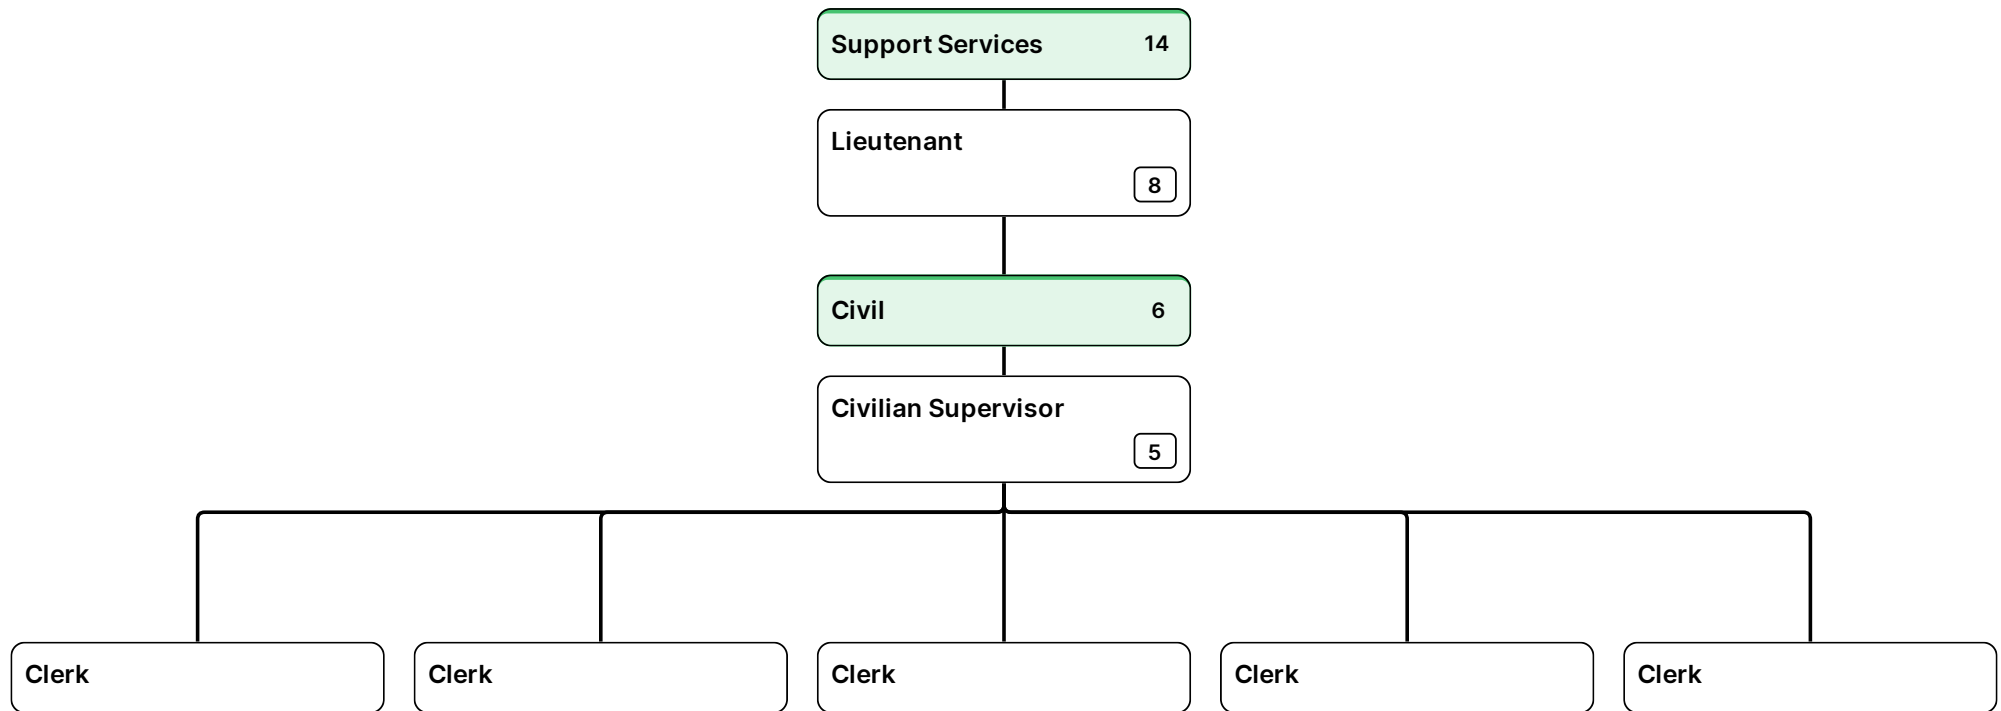 Support Services 14
Lieutenant
8
Civil 6
Civilian Supervisor
5
Clerk Clerk Clerk Clerk Clerk